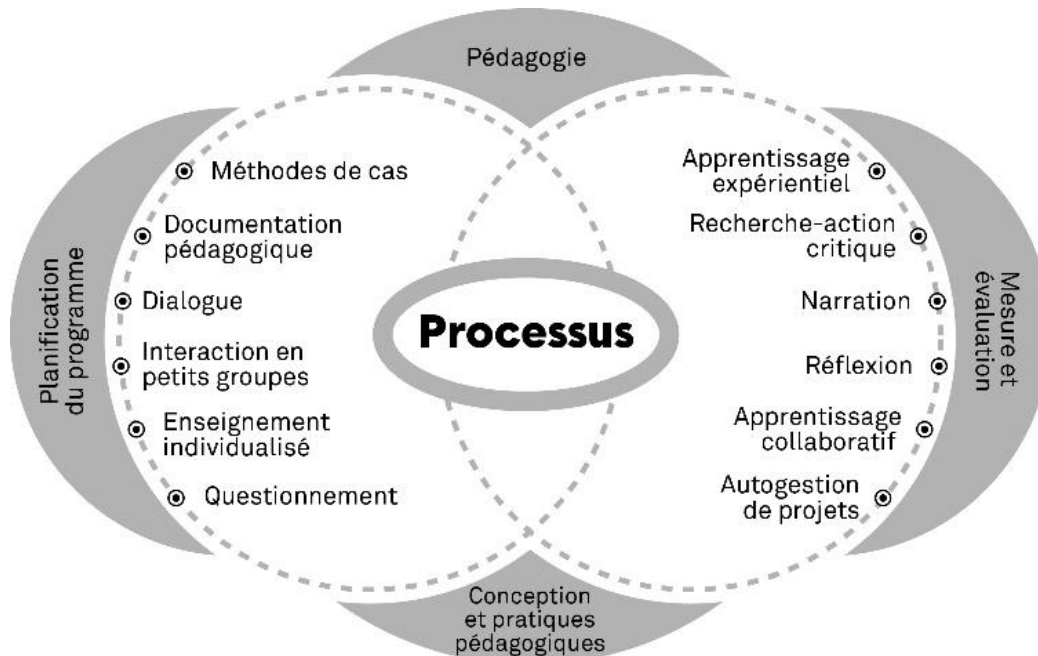 Pédagogie
Planification
du programme
Méthodes de cas
Documentation
pédagogique
Dialogue
Interaction en
petits groupes
Enseignement
individualisé
Questionnement
Processus
Apprentissage
expérientiel
Recherche-action
critique
Narration
Réflexion
Apprentissage
collaboratif
Autogestion
de projets
Mesure et
évaluation
Conception
et pratiques
pédagogiques